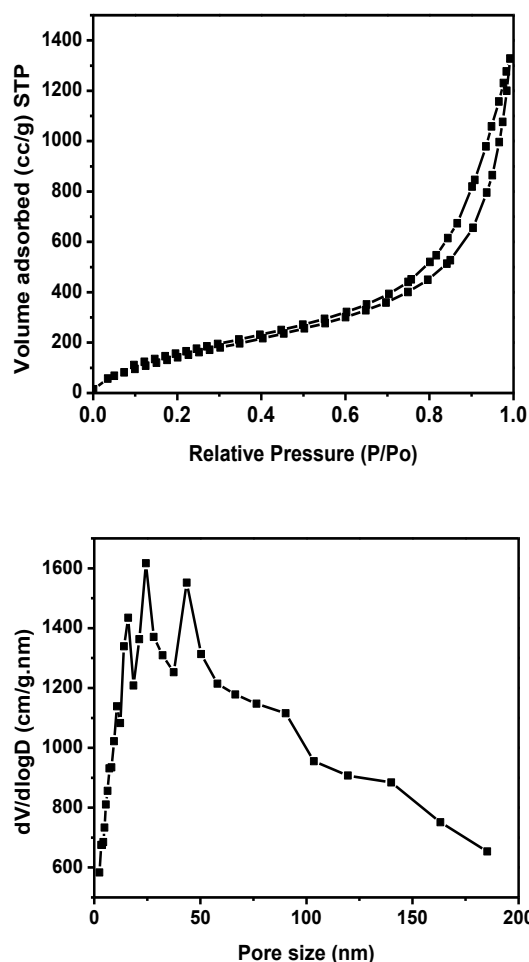 1400
1200
1000
800
600
400
200
0
Volume adsorbed (cc/g) STP
0.0 0.2 0.4 0.6 0.8 1.0
Relative Pressure (P/Po)
1600
1400
1200
1000
800
600
dV/dlogD (cm/g.nm)
0 50 100 150 200
Pore size (nm)